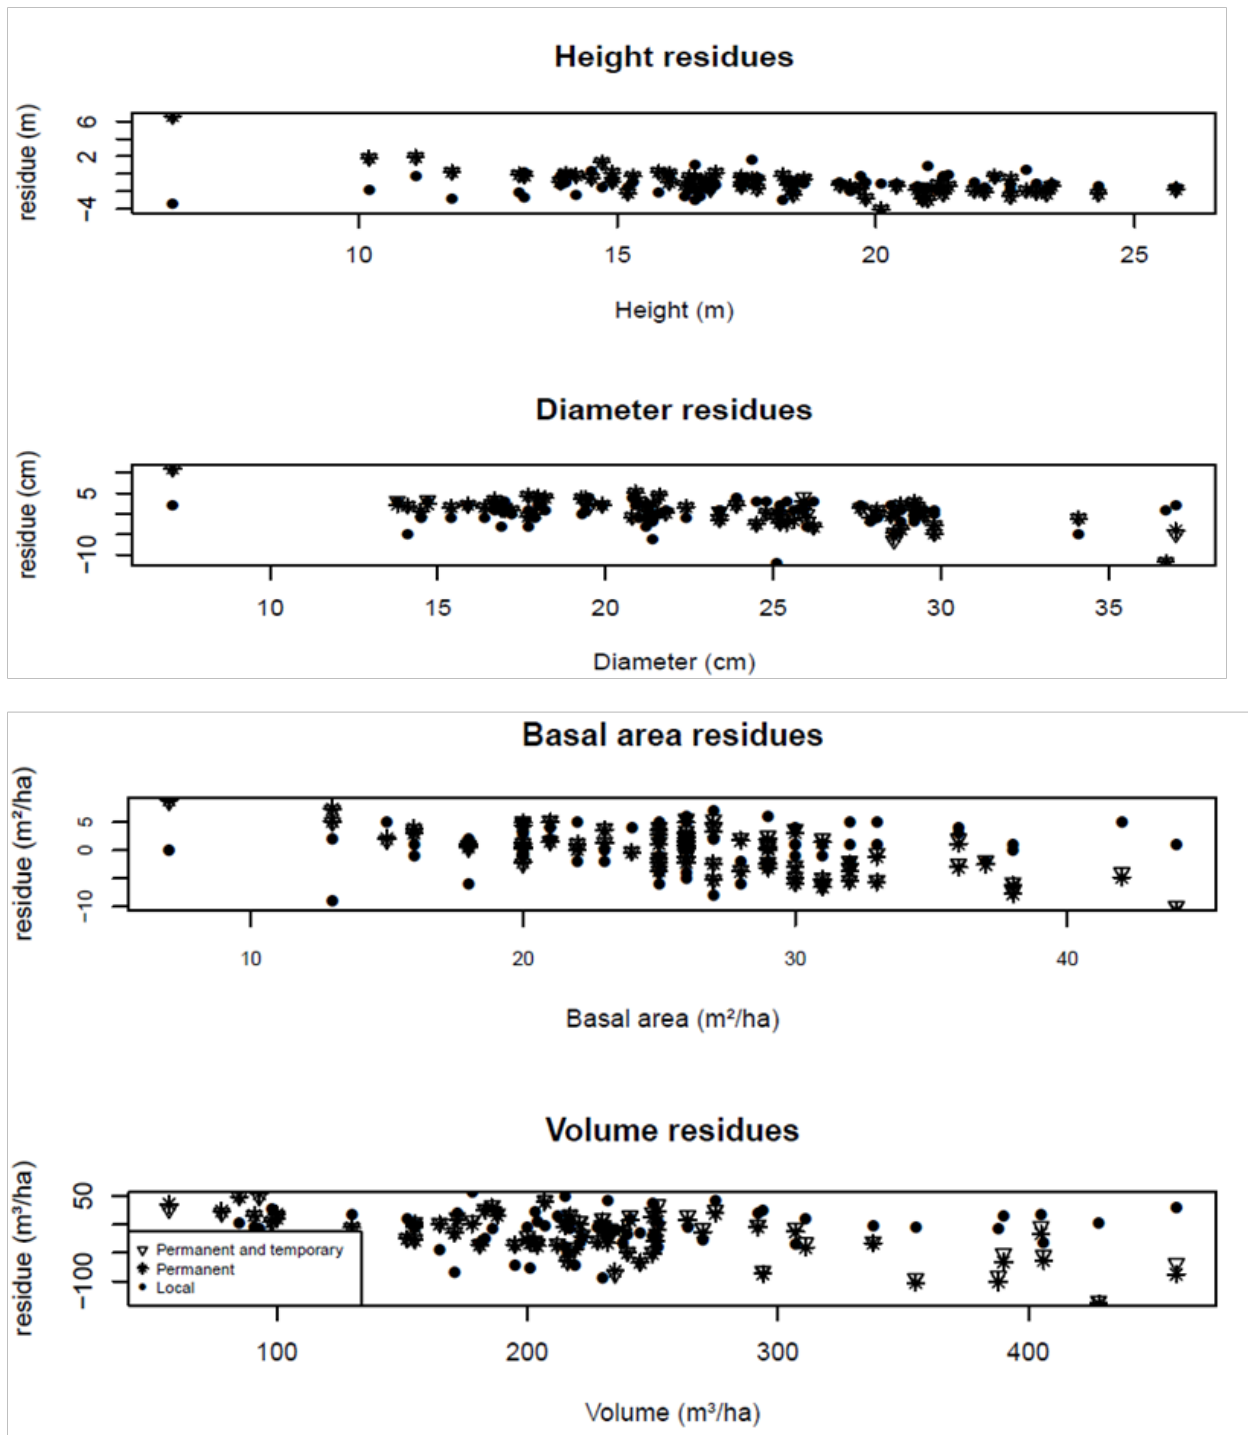 Height residues
residue (m)
6
2
−4
10 15 20 25
Height (m)
Diameter residues
residue (cm)
5
−10
10 15 20 25 30 35
Diameter (cm)
Basal area residues
residue (m²/ha)
5
0
−10
10 20 30 40
Basal area (m²/ha)
Volume residues
residue (m³/ha)
50
−100
Permanent and temporary
Permanent
Local
100 200 300 400
Volume (m³/ha)